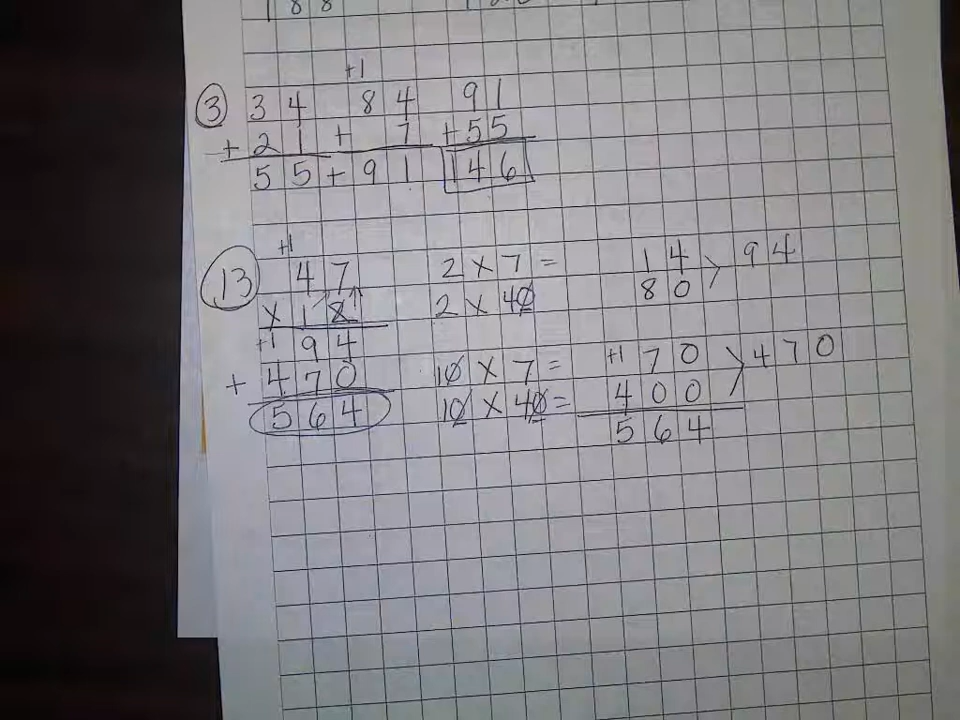 188
+1
③ 34 84 91
+ 21 + 7 + 55
55 + 91 146
+1
⑬ 47 2 × 7 = 14 > 94
× 12 2 × 40 80
+1 94
+ 470 10 × 7 = +1 70 > 470
564 10 × 40 = 400
564